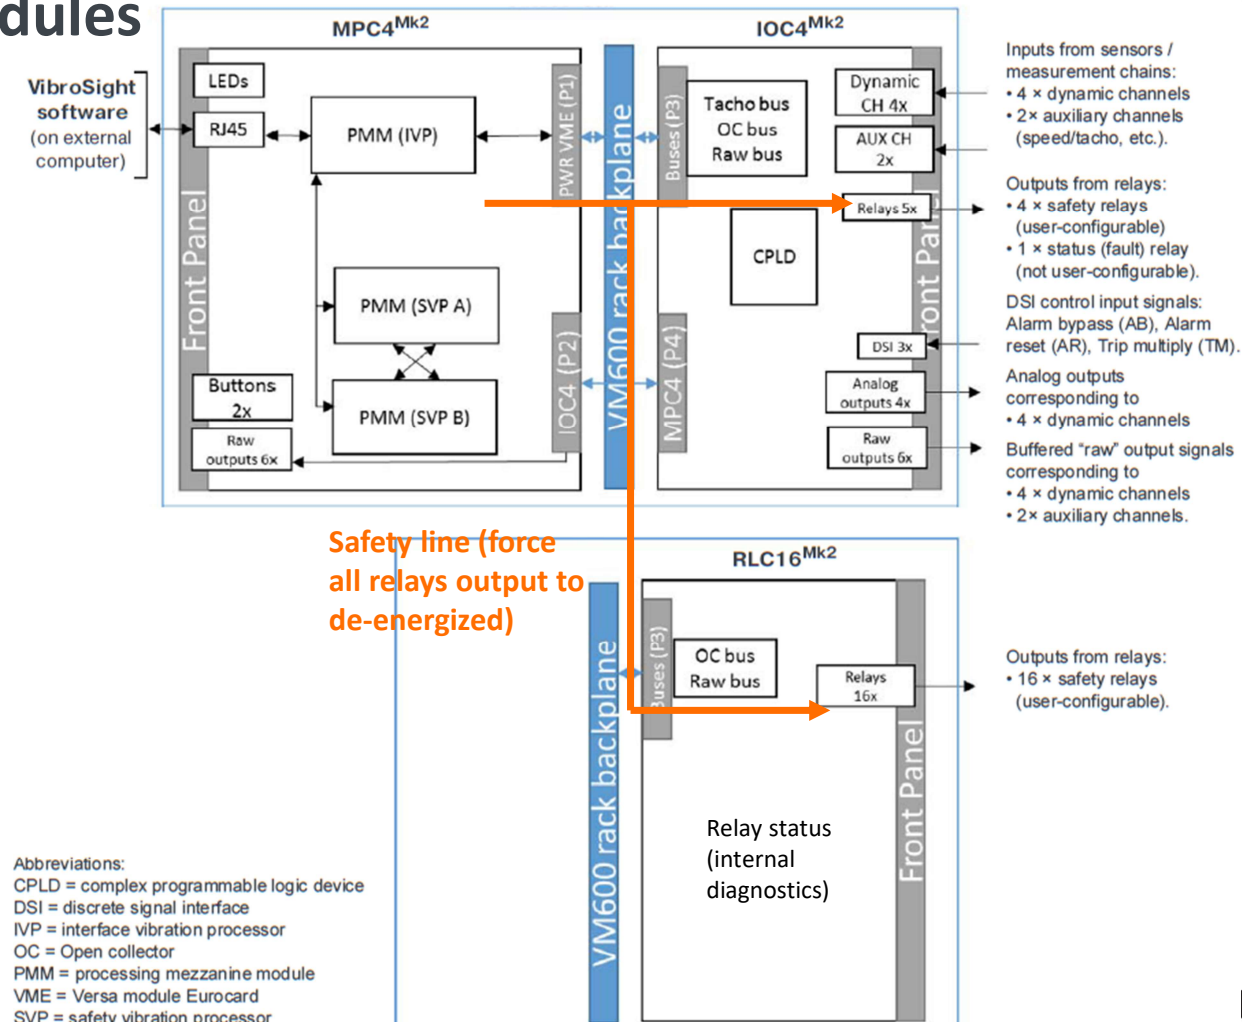 dules
MPC4Mk2
IOC4Mk2
VibroSight
software
(on external
computer)
LEDs
RJ45
PMM (IVP)
PMM (SVP A)
PMM (SVP B)
Buttons
2x
Raw
outputs 6x
Front Panel
PWR VME (P1)
IOC4 (P2)
VM600 rack backplane
Buses (P3)
MPC4 (P4)
Tacho bus
OC bus
Raw bus
CPLD
Dynamic
CH 4x
AUX CH
2x
Relays 5x
DSI 3x
Analog
outputs 4x
Raw
outputs 6x
Front Panel
Inputs from sensors /
measurement chains:
• 4 × dynamic channels
• 2× auxiliary channels
(speed/tacho, etc.).
Outputs from relays:
• 4 × safety relays
(user-configurable)
• 1 × status (fault) relay
(not user-configurable).
DSI control input signals:
Alarm bypass (AB), Alarm
reset (AR), Trip multiply (TM).
Analog outputs
corresponding to
• 4 × dynamic channels
Buffered “raw” output signals
corresponding to
• 4 × dynamic channels
• 2× auxiliary channels.
Safety line (force
all relays output to
de-energized)
RLC16Mk2
VM600 rack backplane
Buses (P3)
OC bus
Raw bus
Relays
16x
Front Panel
Relay status
(internal
diagnostics)
Outputs from relays:
• 16 × safety relays
(user-configurable).
Abbreviations:
CPLD = complex programmable logic device
DSI = discrete signal interface
IVP = interface vibration processor
OC = Open collector
PMM = processing mezzanine module
VME = Versa module Eurocard
SVP = safety vibration processor